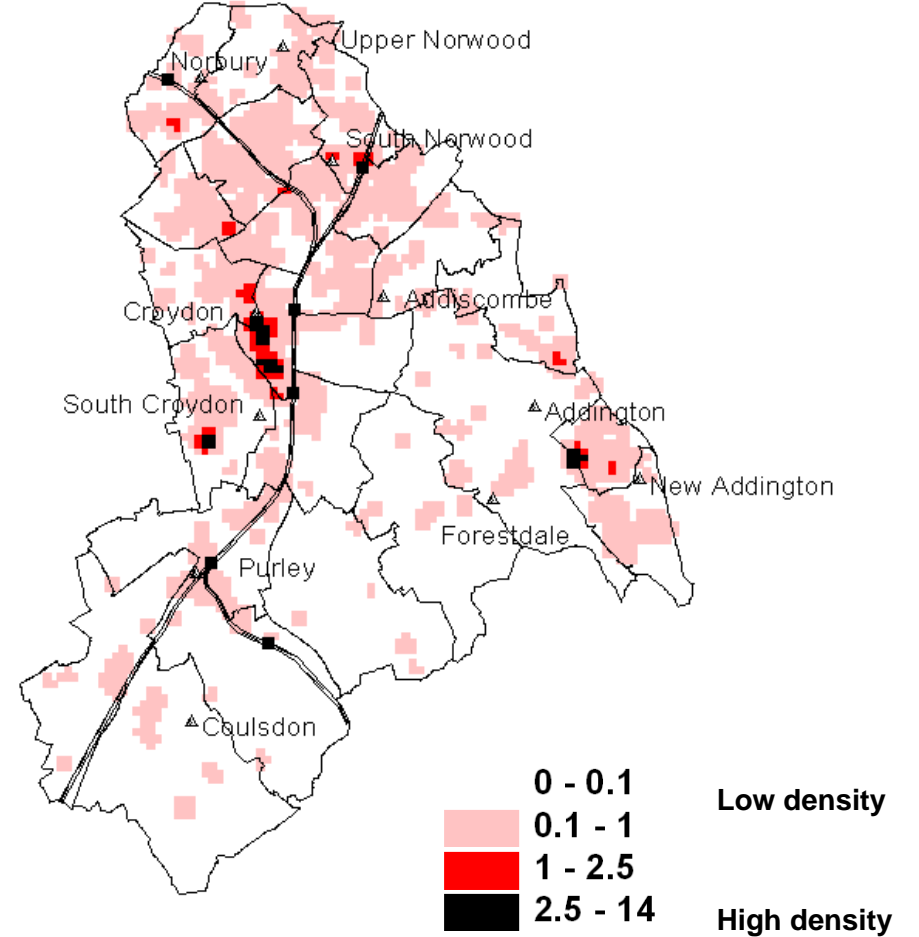 Upper Norwood
Norbury
South Norwood
Croydon
Addiscombe
South Croydon
Addington
New Addington
Forestdale
Purley
Coulsdon
0 - 0.1
Low density
0.1 - 1
1 - 2.5
2.5 - 14
High density